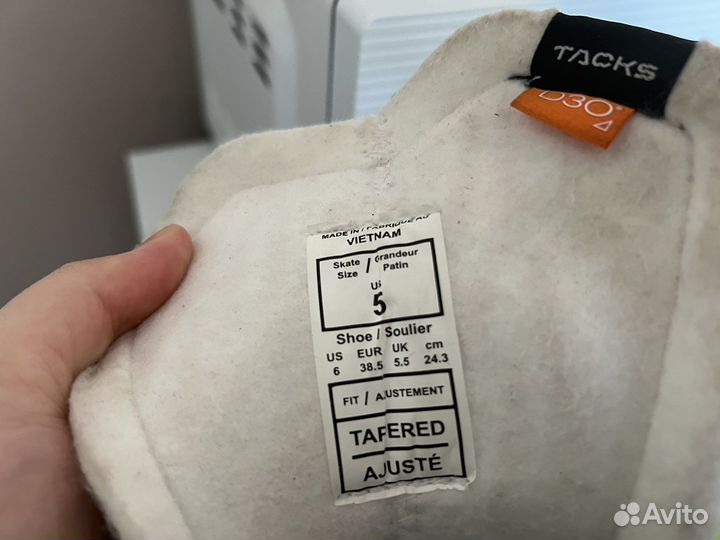 TACKS
D3O
MADE IN / FABRIQUÉ AU
VIETNAM
Skate / Grandeur
Size Patin
US
5
Shoe / Soulier
US EUR UK cm
6 38.5 5.5 24.3
FIT / AJUSTEMENT
TAPERED
AJUSTÉ
Avito